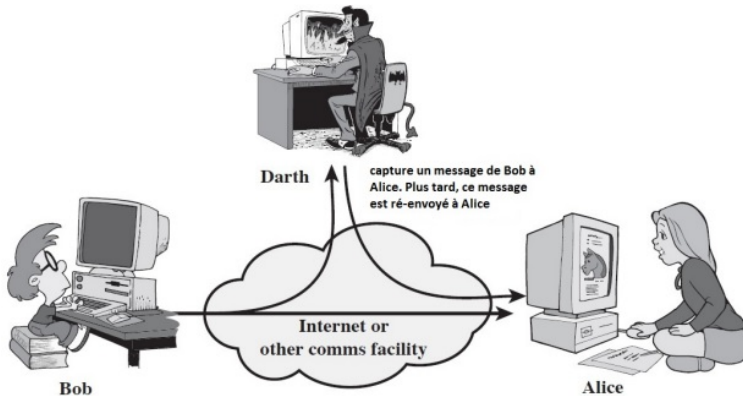 Darth
capture un message de Bob à
Alice. Plus tard, ce message
est ré-envoyé à Alice
Internet or
other comms facility
Bob
Alice